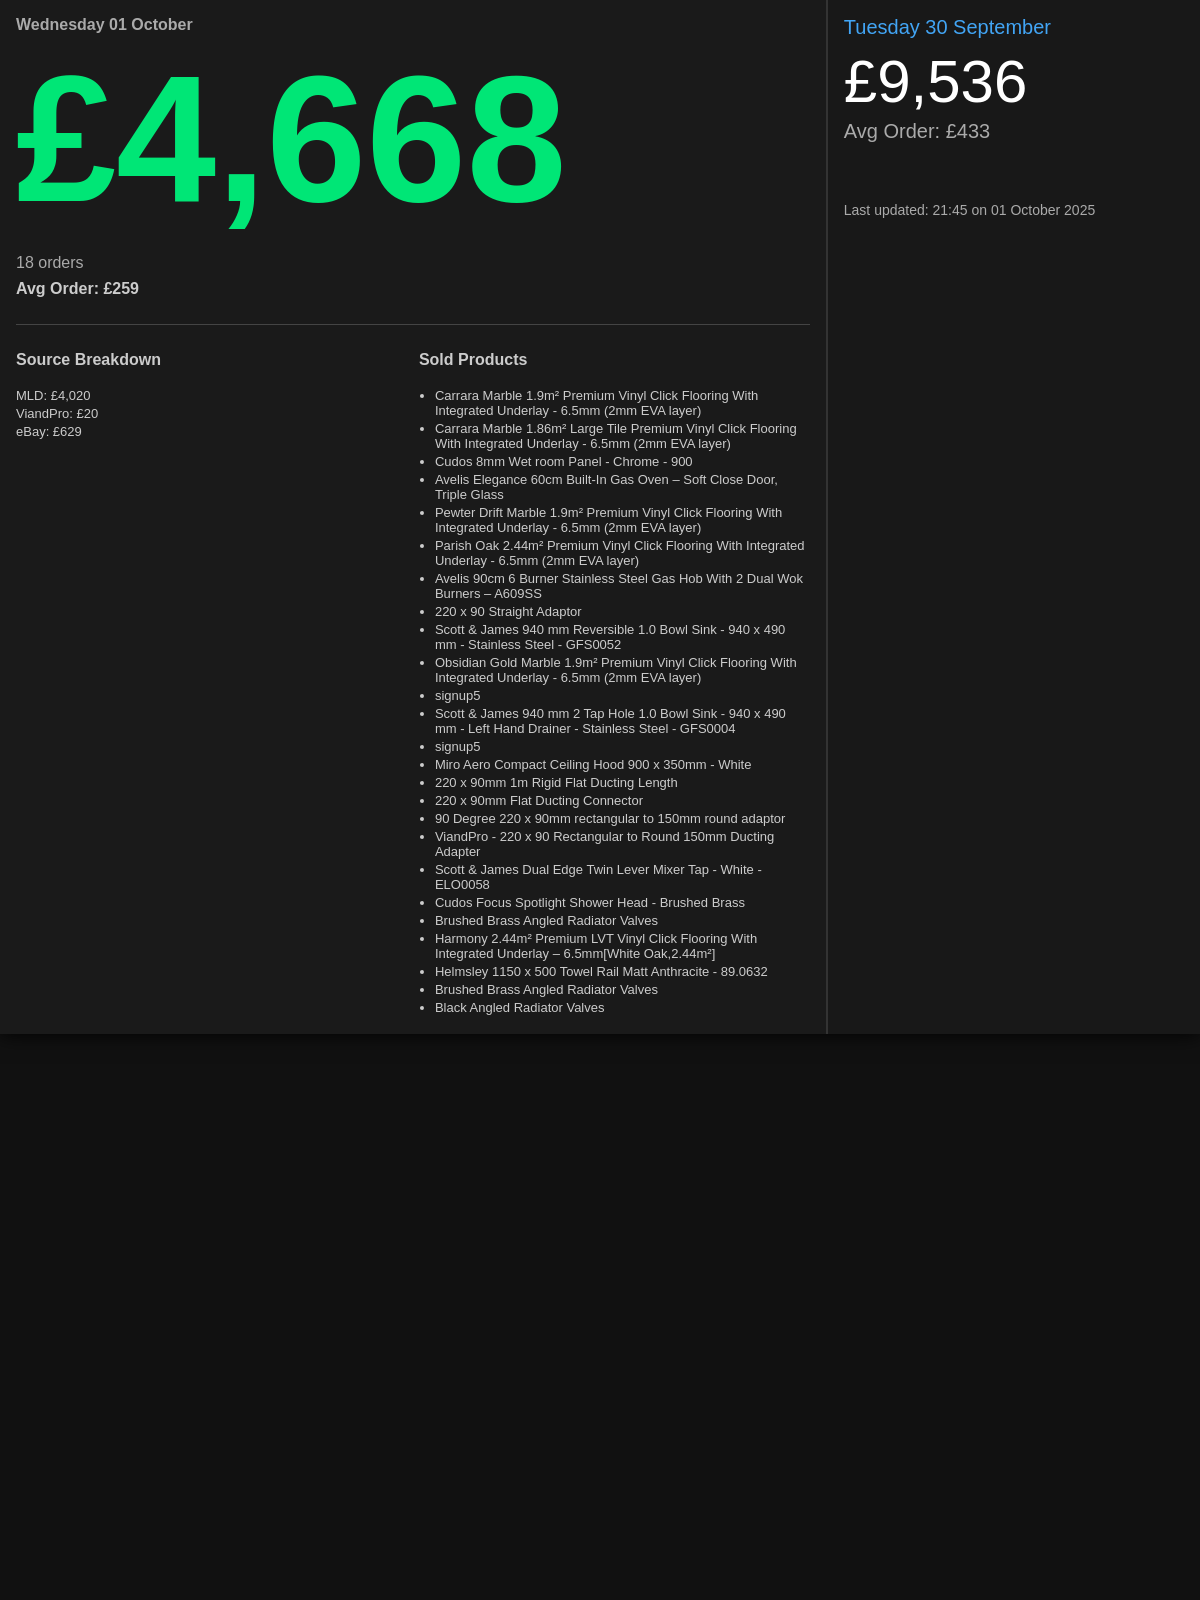 Wednesday 01 October
£4,668
18 orders
Avg Order: £259
Source Breakdown
MLD: £4,020
ViandPro: £20
eBay: £629
Sold Products
• Carrara Marble 1.9m² Premium Vinyl Click Flooring With
Integrated Underlay - 6.5mm (2mm EVA layer)
• Carrara Marble 1.86m² Large Tile Premium Vinyl Click Flooring
With Integrated Underlay - 6.5mm (2mm EVA layer)
• Cudos 8mm Wet room Panel - Chrome - 900
• Avelis Elegance 60cm Built-In Gas Oven – Soft Close Door,
Triple Glass
• Pewter Drift Marble 1.9m² Premium Vinyl Click Flooring With
Integrated Underlay - 6.5mm (2mm EVA layer)
• Parish Oak 2.44m² Premium Vinyl Click Flooring With Integrated
Underlay - 6.5mm (2mm EVA layer)
• Avelis 90cm 6 Burner Stainless Steel Gas Hob With 2 Dual Wok
Burners – A609SS
• 220 x 90 Straight Adaptor
• Scott & James 940 mm Reversible 1.0 Bowl Sink - 940 x 490
mm - Stainless Steel - GFS0052
• Obsidian Gold Marble 1.9m² Premium Vinyl Click Flooring With
Integrated Underlay - 6.5mm (2mm EVA layer)
• signup5
• Scott & James 940 mm 2 Tap Hole 1.0 Bowl Sink - 940 x 490
mm - Left Hand Drainer - Stainless Steel - GFS0004
• signup5
• Miro Aero Compact Ceiling Hood 900 x 350mm - White
• 220 x 90mm 1m Rigid Flat Ducting Length
• 220 x 90mm Flat Ducting Connector
• 90 Degree 220 x 90mm rectangular to 150mm round adaptor
• ViandPro - 220 x 90 Rectangular to Round 150mm Ducting
Adapter
• Scott & James Dual Edge Twin Lever Mixer Tap - White -
ELO0058
• Cudos Focus Spotlight Shower Head - Brushed Brass
• Brushed Brass Angled Radiator Valves
• Harmony 2.44m² Premium LVT Vinyl Click Flooring With
Integrated Underlay – 6.5mm[White Oak,2.44m²]
• Helmsley 1150 x 500 Towel Rail Matt Anthracite - 89.0632
• Brushed Brass Angled Radiator Valves
• Black Angled Radiator Valves
Tuesday 30 September
£9,536
Avg Order: £433
Last updated: 21:45 on 01 October 2025